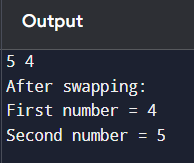 Output
5 4
After swapping:
First number = 4
Second number = 5